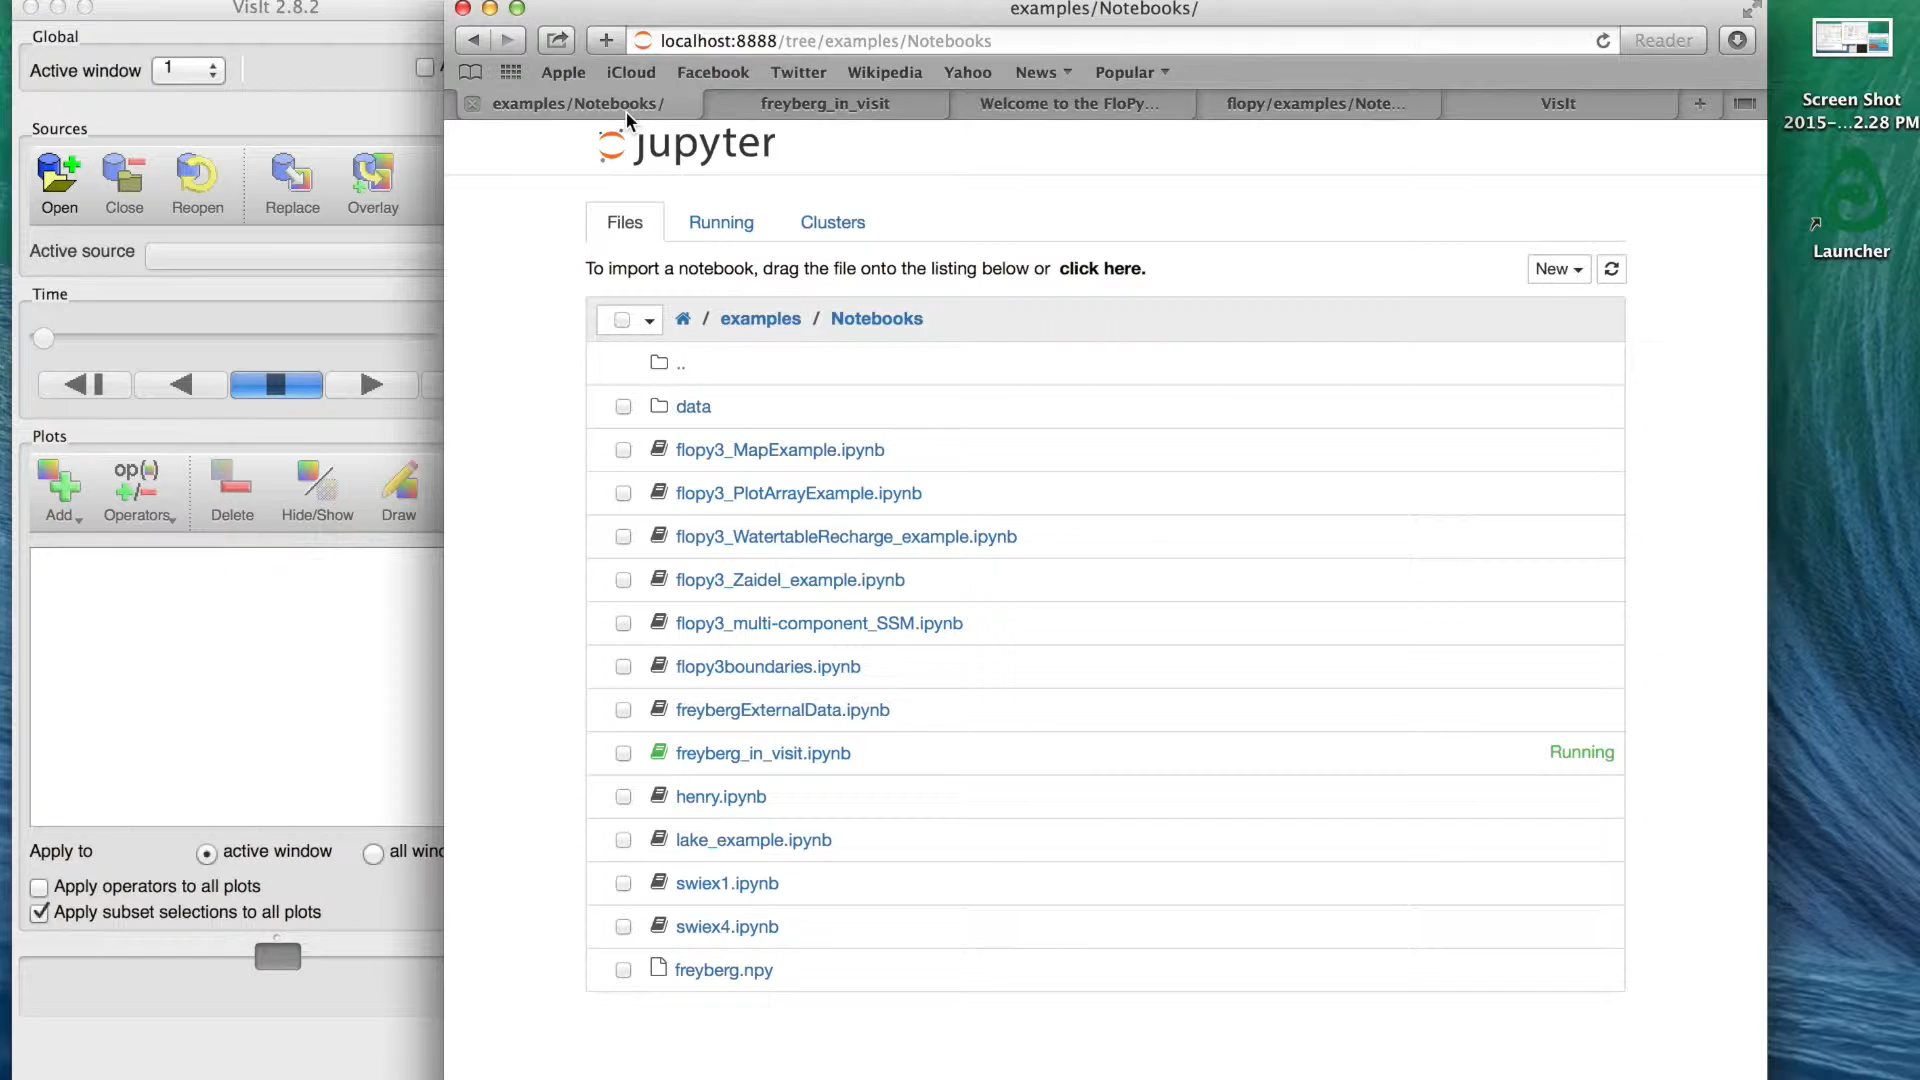 VisIt 2.8.2
Global
Active window
1
Sources
Open
Close
Reopen
Replace
Overlay
Active source
Time
Plots
op( )
+/-
Add
Operators
Delete
Hide/Show
Draw
Apply to
active window
all wind
Apply operators to all plots
Apply subset selections to all plots
examples/Notebooks/
localhost:8888/tree/examples/Notebooks
Reader
Apple
iCloud
Facebook
Twitter
Wikipedia
Yahoo
News
Popular
examples/Notebooks/
freyberg_in_visit
Welcome to the FloPy...
flopy/examples/Note...
VisIt
jupyter
Files
Running
Clusters
To import a notebook, drag the file onto the listing below or click here.
New
/ examples / Notebooks
..
data
flopy3_MapExample.ipynb
flopy3_PlotArrayExample.ipynb
flopy3_WatertableRecharge_example.ipynb
flopy3_Zaidel_example.ipynb
flopy3_multi-component_SSM.ipynb
flopy3boundaries.ipynb
freybergExternalData.ipynb
freyberg_in_visit.ipynb
Running
henry.ipynb
lake_example.ipynb
swiex1.ipynb
swiex4.ipynb
freyberg.npy
Screen Shot
2015-...2.28 PM
Launcher